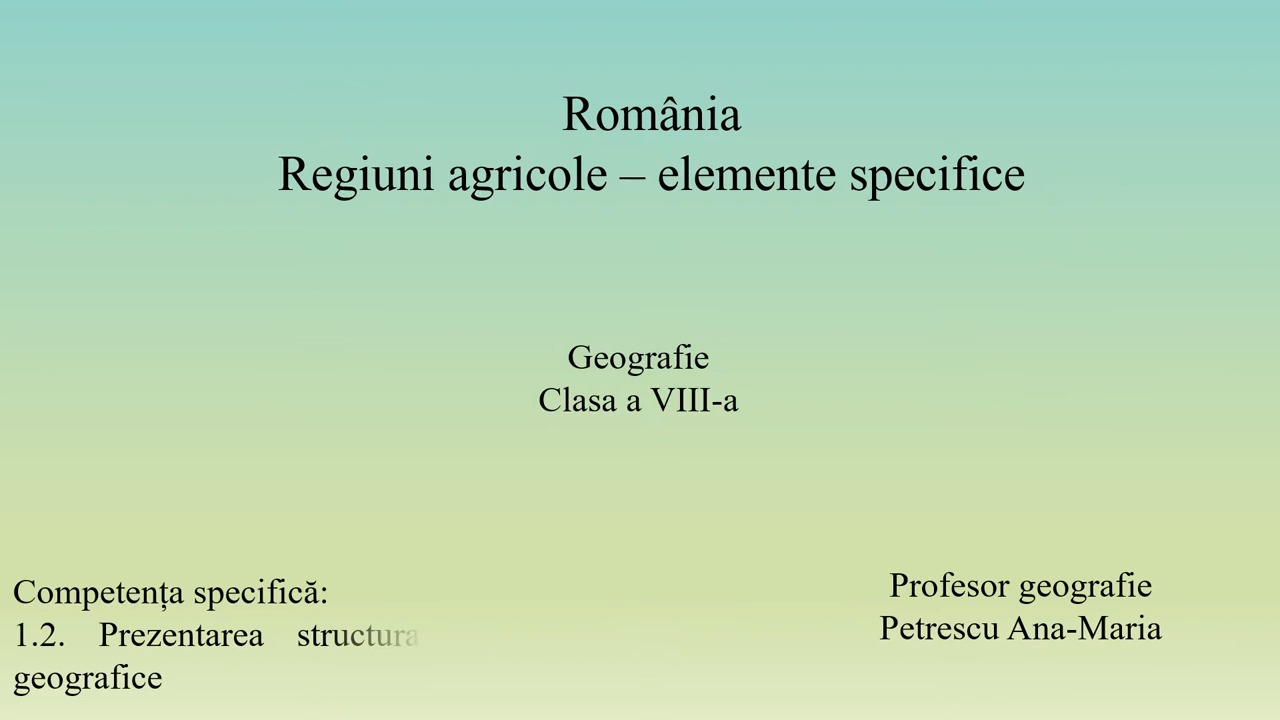 România
Regiuni agricole – elemente specifice
Geografie
Clasa a VIII-a
Competența specifică:
1.2. Prezentarea structura
geografice
Profesor geografie
Petrescu Ana-Maria